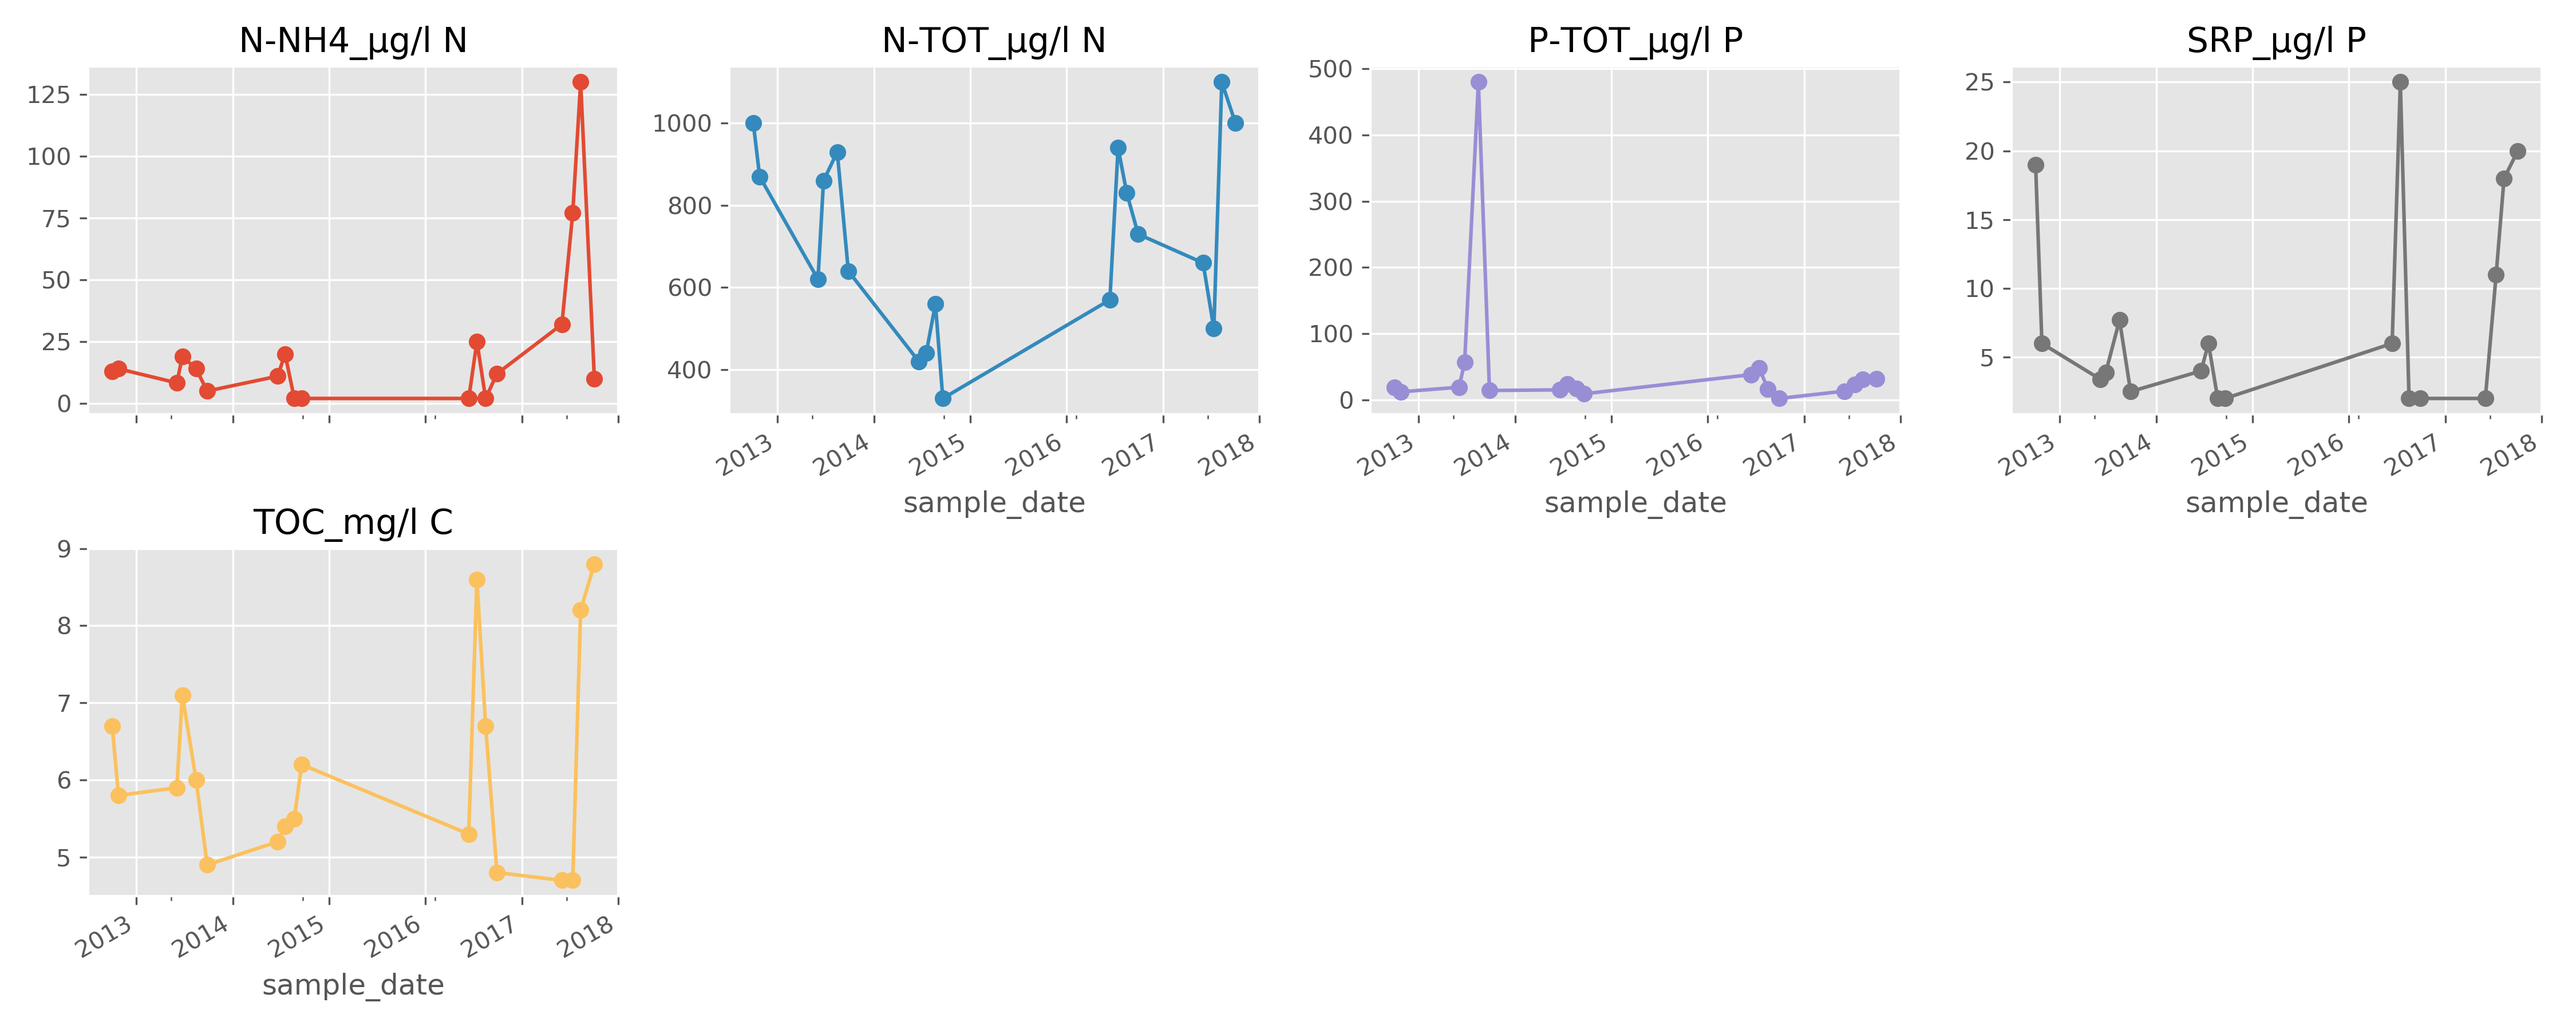 N-NH4_µg/l N
125
100
75
50
25
0
N-TOT_µg/l N
1000
800
600
400
2013 2014 2015 2016 2017 2018
sample_date
P-TOT_µg/l P
500
400
300
200
100
0
2013 2014 2015 2016 2017 2018
sample_date
SRP_µg/l P
25
20
15
10
5
2013 2014 2015 2016 2017 2018
sample_date
TOC_mg/l C
9
8
7
6
5
2013 2014 2015 2016 2017 2018
sample_date